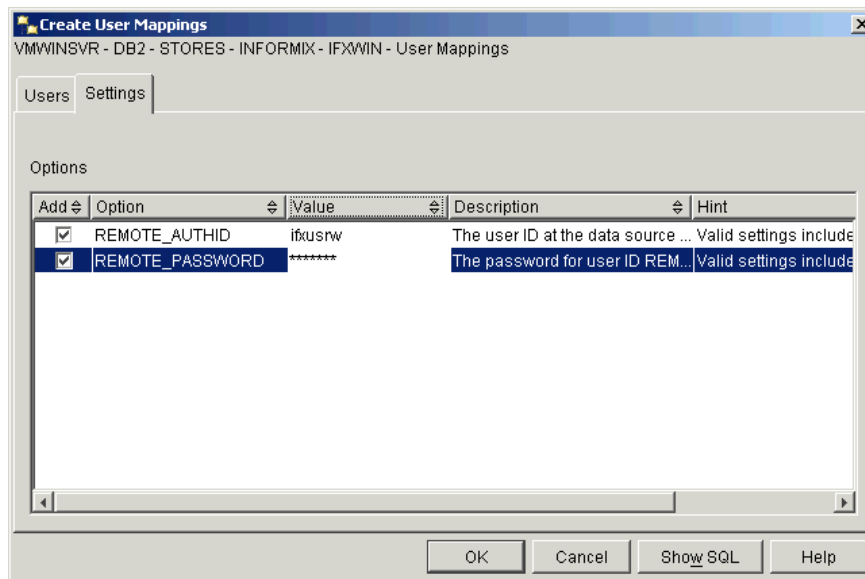 Create User Mappings
VMWINSVR - DB2 - STORES - INFORMIX - IFXWIN - User Mappings
Users Settings
Options
Add Option Value Description Hint
REMOTE_AUTHID ifxusrw The user ID at the data source ... Valid settings include
REMOTE_PASSWORD ******* The password for user ID REM... Valid settings include
OK Cancel Show SQL Help